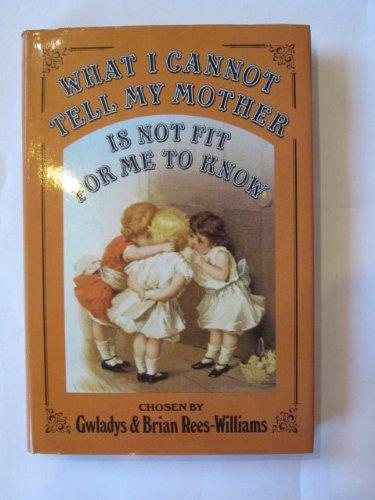 WHAT I CANNOT
TELL MY MOTHER
IS NOT FIT
FOR ME TO KNOW
CHOSEN BY
Gwladys & Brian Rees-Williams